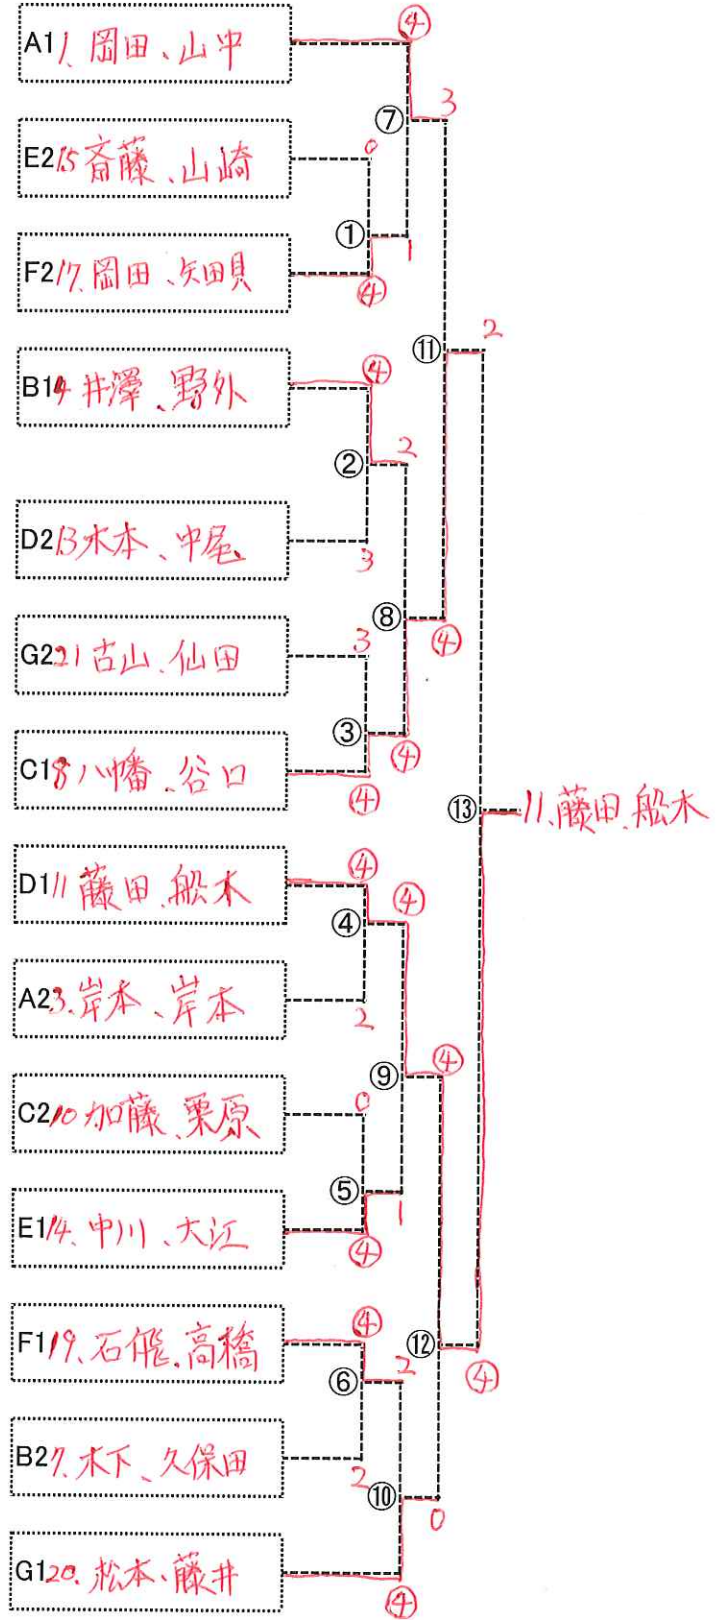 ④
A1 1、岡田、山中
3
⑦
0
E2 15 斎藤、山崎
①
1
F2 17、岡田、矢田貝
④
2
⑪
④
B1 4 井澤、野外
2
②
D2 13 木本、中尾
3
⑧
3
④
G2 21 古山、仙田
③
④
C1 8 八幡、谷口
④
⑬ 11、藤田、船木
④
④
D1 11 藤田、船木
④
A2 3、岸本、岸本
2
④
⑨
0
C2 10 加藤、栗原
⑤
1
E1 14、中川、大江
④
④
⑫
F1 19、石飛、高橋
2
④
⑥
B2 7、木下、久保田
2
⑩
0
G1 20、松本、藤井
④